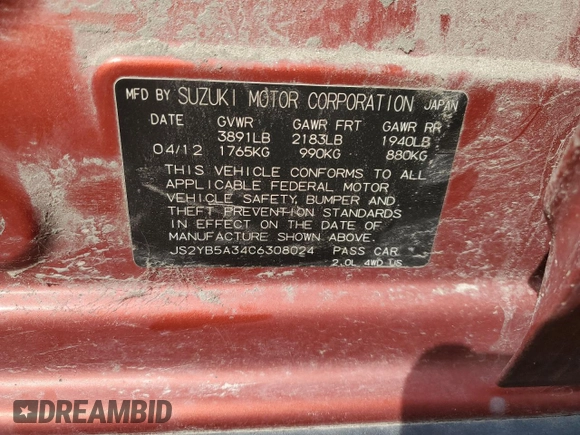 MFD BY SUZUKI MOTOR CORPORATION JAPAN
DATE GVWR GAWR FRT GAWR RR
3891LB 2183LB 1940LB
04/12 1765KG 990KG 880KG
THIS VEHICLE CONFORMS TO ALL
APPLICABLE FEDERAL MOTOR
VEHICLE SAFETY, BUMPER AND
THEFT PREVENTION STANDARDS
IN EFFECT ON THE DATE OF
MANUFACTURE SHOWN ABOVE.
JS2YB5A34C6308024 PASS CAR
2.0L 4WD US
DREAMBID